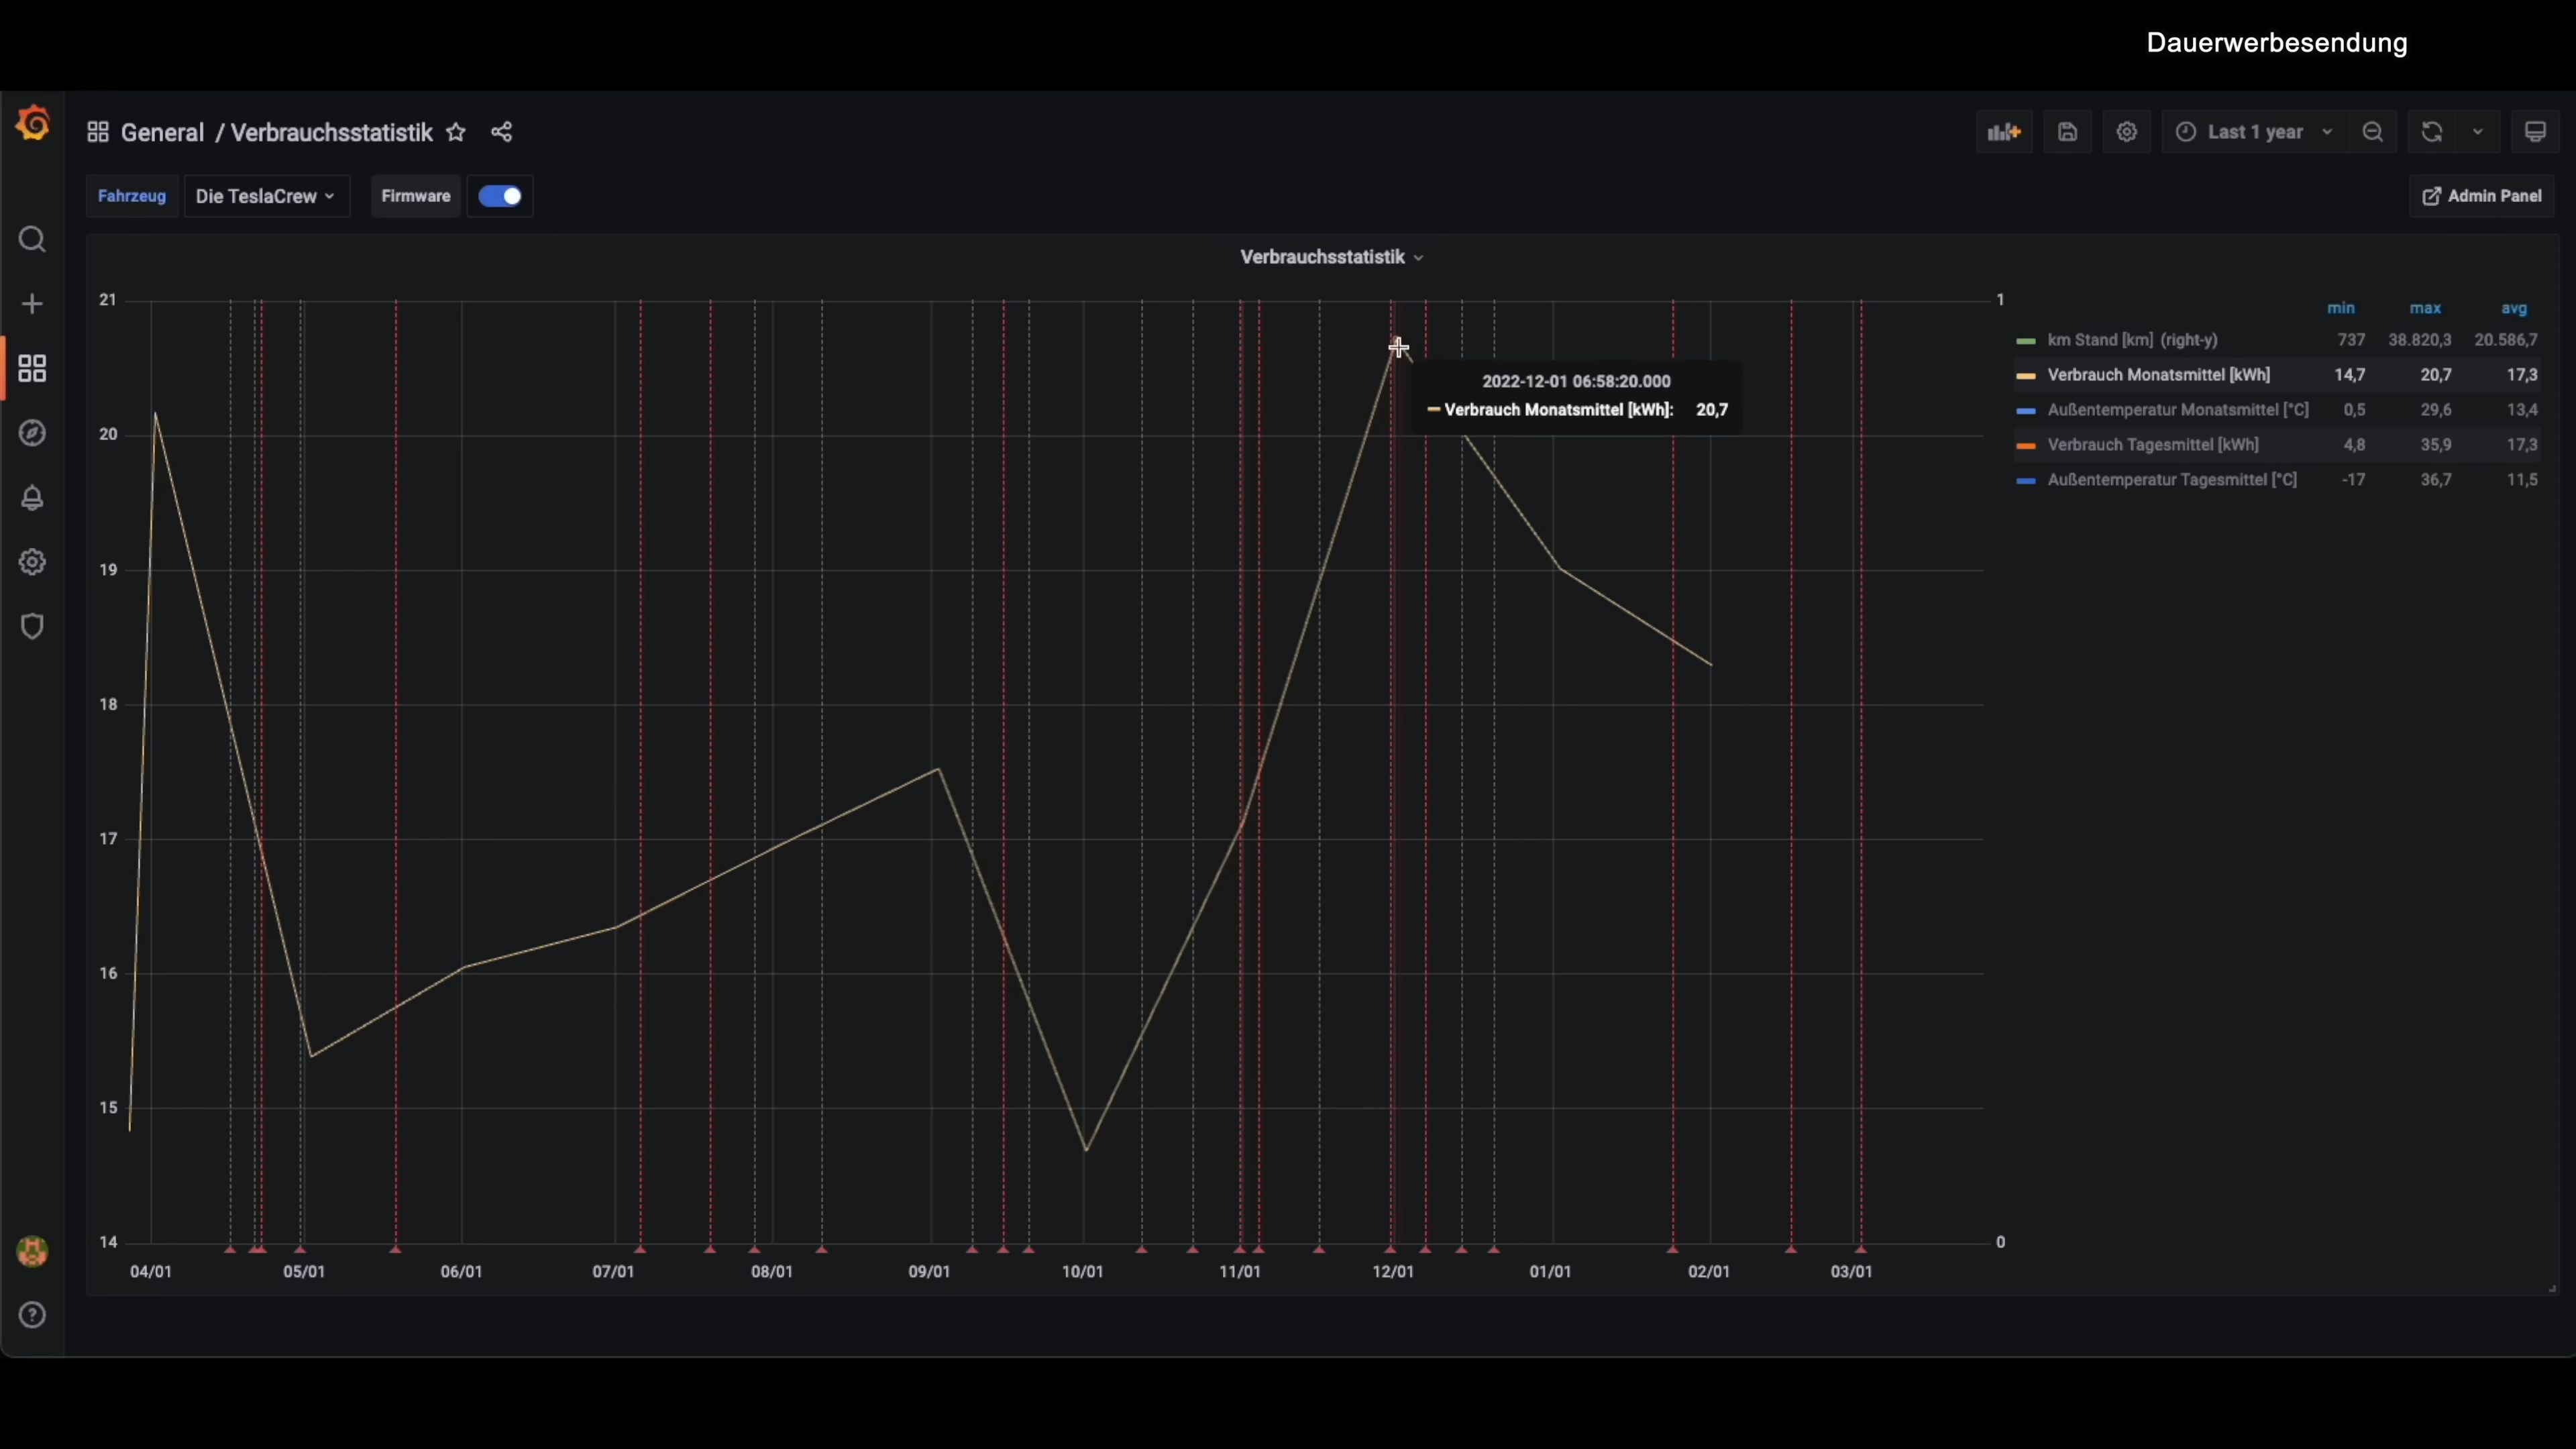 Dauerwerbesendung
General / Verbrauchsstatistik
Last 1 year
Fahrzeug Die TeslaCrew Firmware
Admin Panel
Verbrauchsstatistik
21
20
19
18
17
16
15
14
1
0
2022-12-01 06:58:20.000
Verbrauch Monatsmittel [kWh]: 20,7
04/01 05/01 06/01 07/01 08/01 09/01 10/01 11/01 12/01 01/01 02/01 03/01
min max avg
km Stand [km] (right-y) 737 38.820,3 20.586,7
Verbrauch Monatsmittel [kWh] 14,7 20,7 17,3
Außentemperatur Monatsmittel [°C] 0,5 29,6 13,4
Verbrauch Tagesmittel [kWh] 4,8 35,9 17,3
Außentemperatur Tagesmittel [°C] -17 36,7 11,5